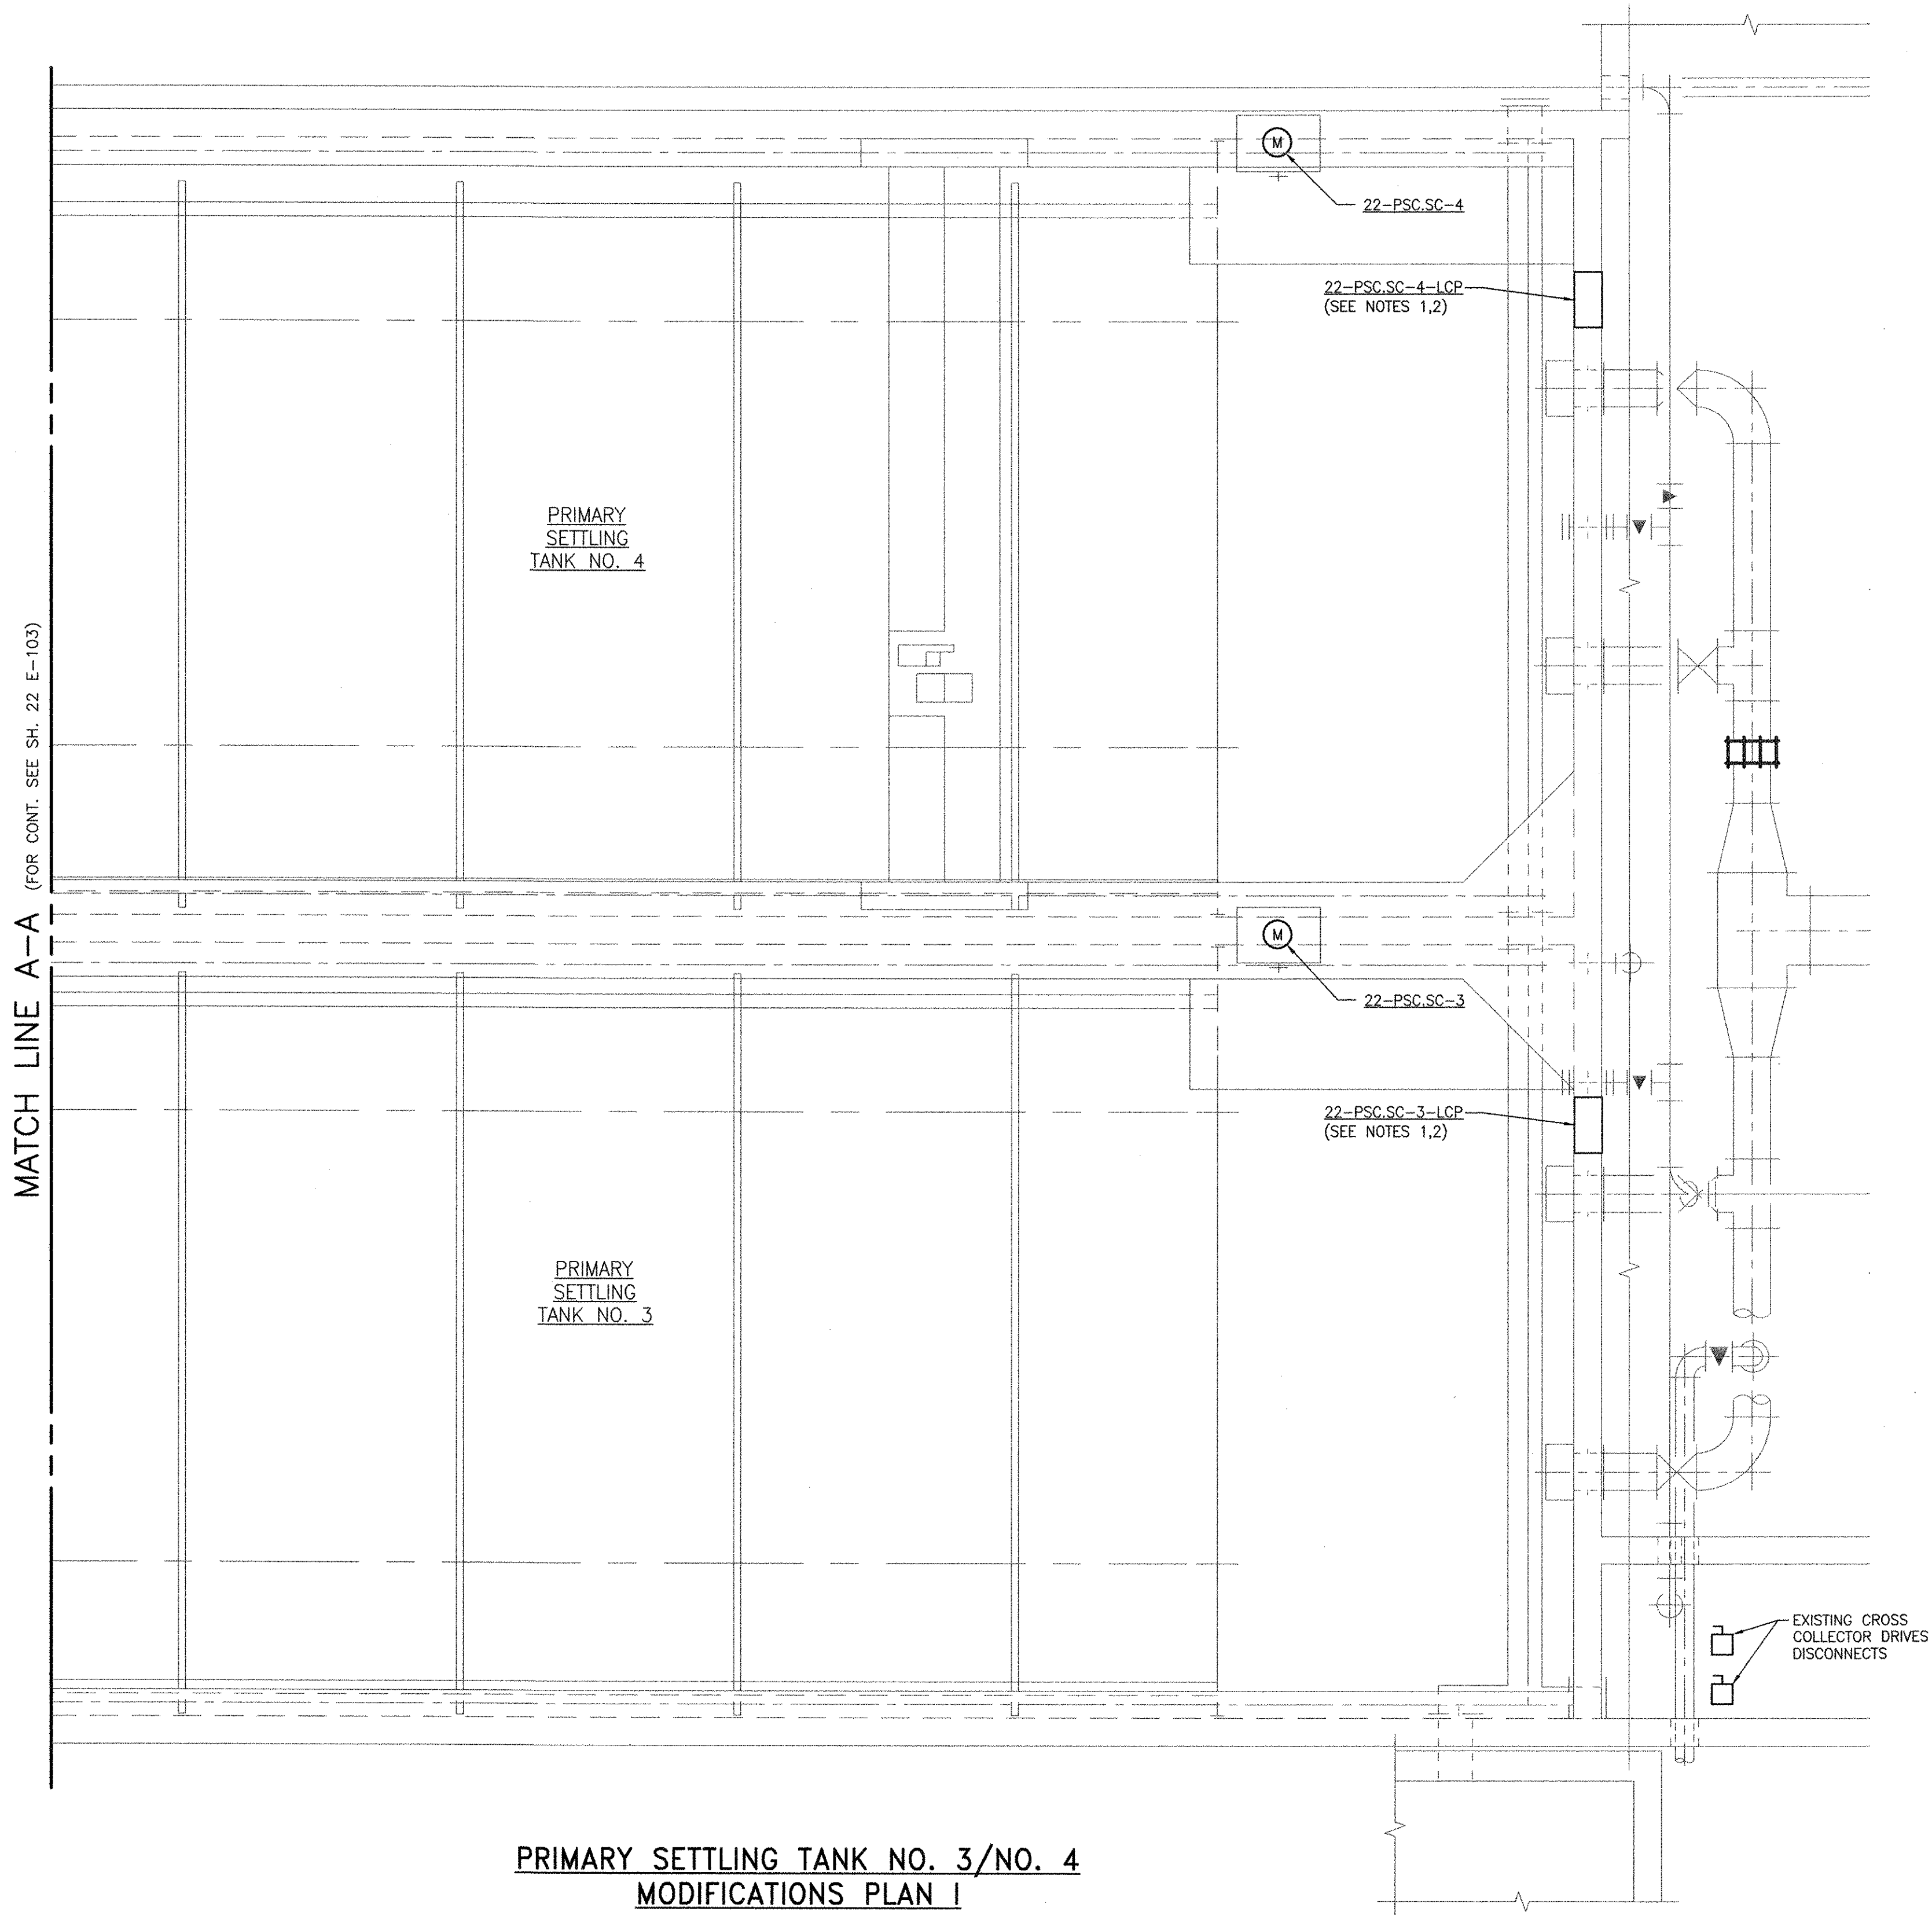 M
22-PSC.SC-4
22-PSC.SC-4-LCP
(SEE NOTES 1,2)
PRIMARY
SETTLING
TANK NO. 4
MATCH LINE A-A (FOR CONT. SEE SH. 22 E-103)
M
22-PSC.SC-3
22-PSC.SC-3-LCP
(SEE NOTES 1,2)
PRIMARY
SETTLING
TANK NO. 3
EXISTING CROSS
COLLECTOR DRIVES
DISCONNECTS
PRIMARY SETTLING TANK NO. 3/NO. 4
MODIFICATIONS PLAN I